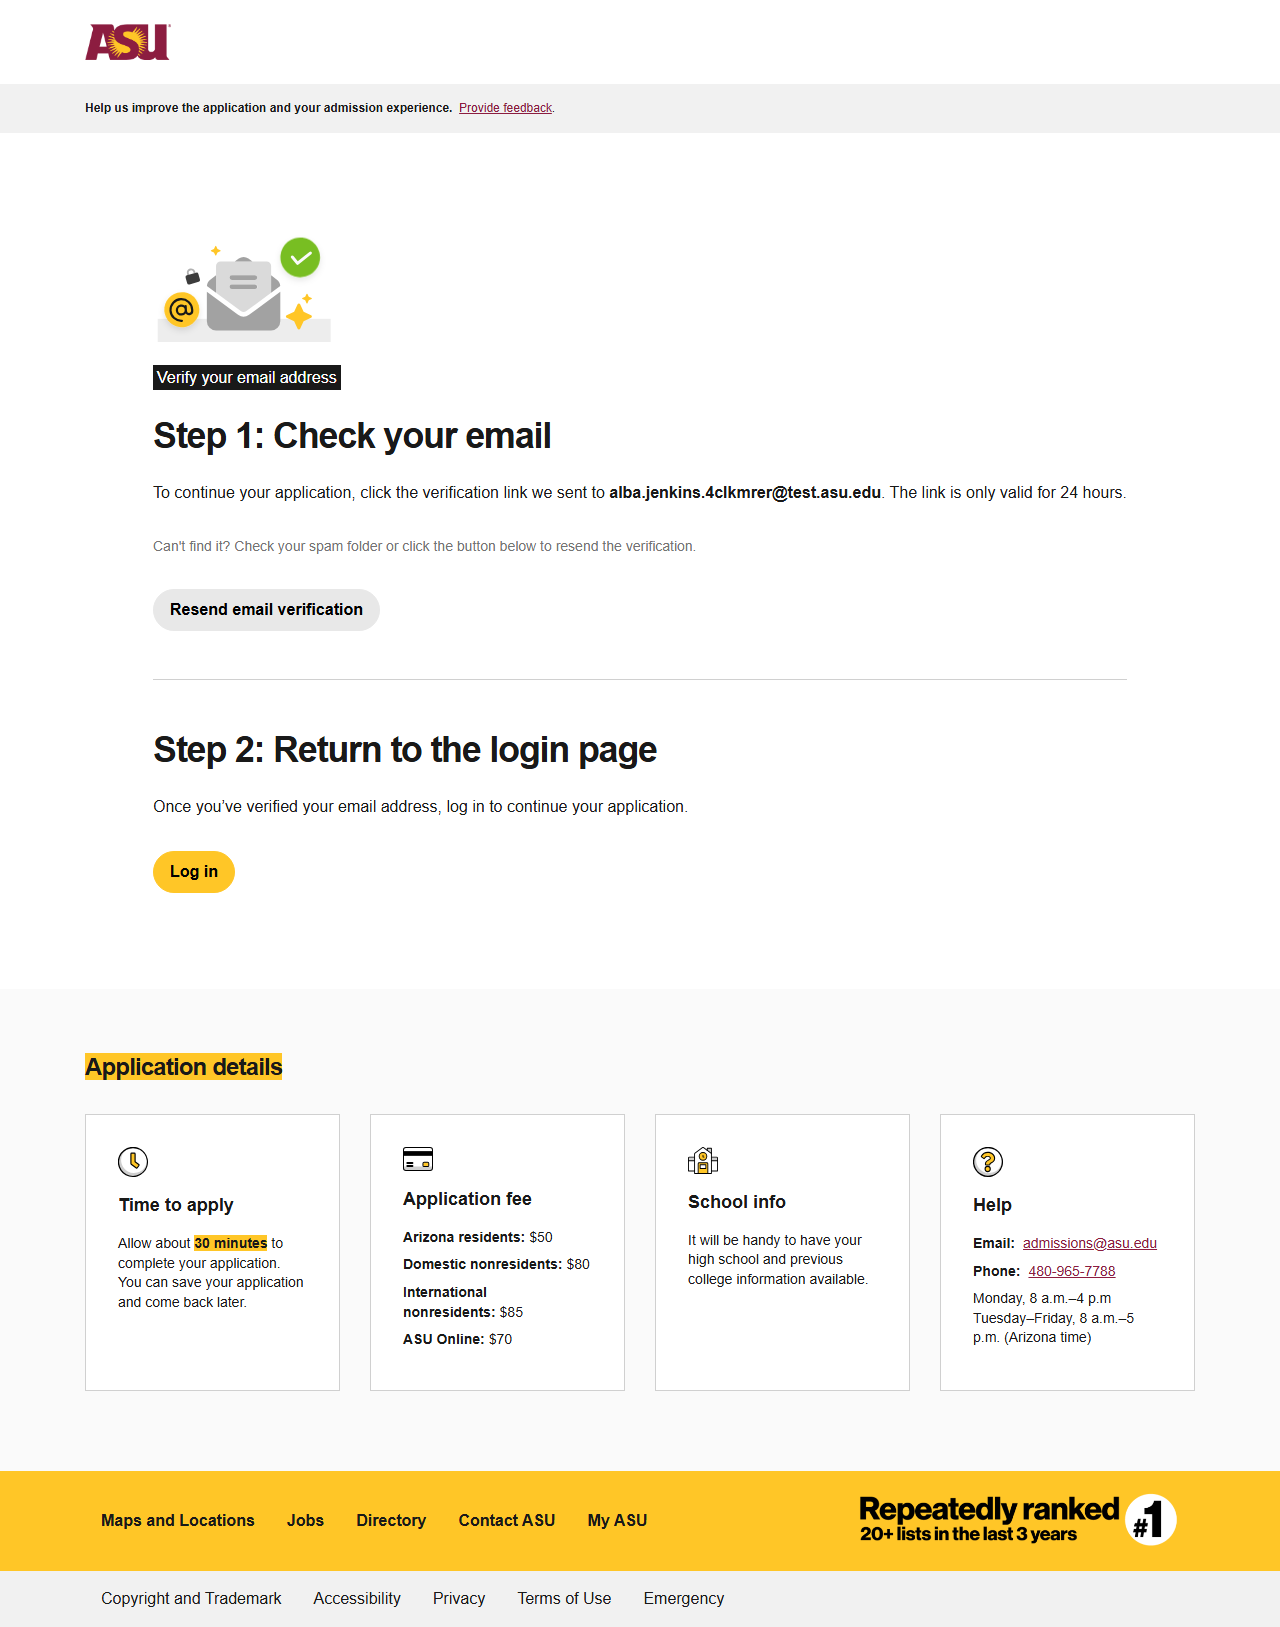 ASU
Help us improve the application and your admission experience. Provide feedback.
@
Verify your email address
Step 1: Check your email
To continue your application, click the verification link we sent to alba.jenkins.4clkmrer@test.asu.edu. The link is only valid for 24 hours.
Can't find it? Check your spam folder or click the button below to resend the verification.
Resend email verification
Step 2: Return to the login page
Once you’ve verified your email address, log in to continue your application.
Log in
Application details
Time to apply
Allow about 30 minutes to
complete your application.
You can save your application
and come back later.
Application fee
Arizona residents: $50
Domestic nonresidents: $80
International
nonresidents: $85
ASU Online: $70
School info
It will be handy to have your
high school and previous
college information available.
?
Help
Email: admissions@asu.edu
Phone: 480-965-7788
Monday, 8 a.m.–4 p.m
Tuesday–Friday, 8 a.m.–5
p.m. (Arizona time)
Maps and Locations Jobs Directory Contact ASU My ASU
Repeatedly ranked #1
20+ lists in the last 3 years
Copyright and Trademark Accessibility Privacy Terms of Use Emergency